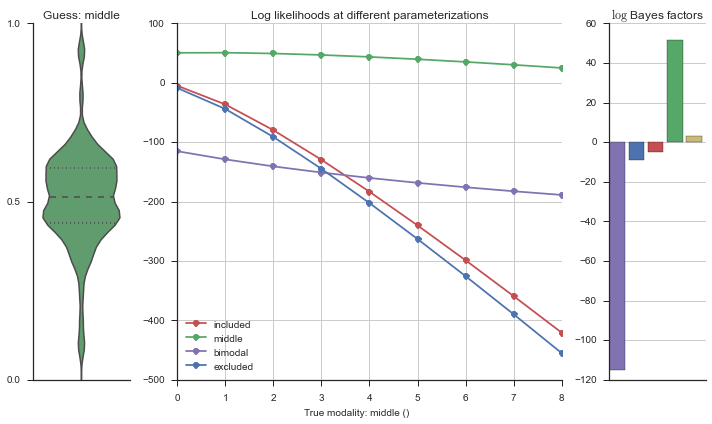 Guess: middle
1.0
0.5
0.0
Log likelihoods at different parameterizations
100
0
−100
−200
−300
−400
−500
included
middle
bimodal
excluded
0 1 2 3 4 5 6 7 8
True modality: middle ()
log Bayes factors
60
40
20
0
−20
−40
−60
−80
−100
−120